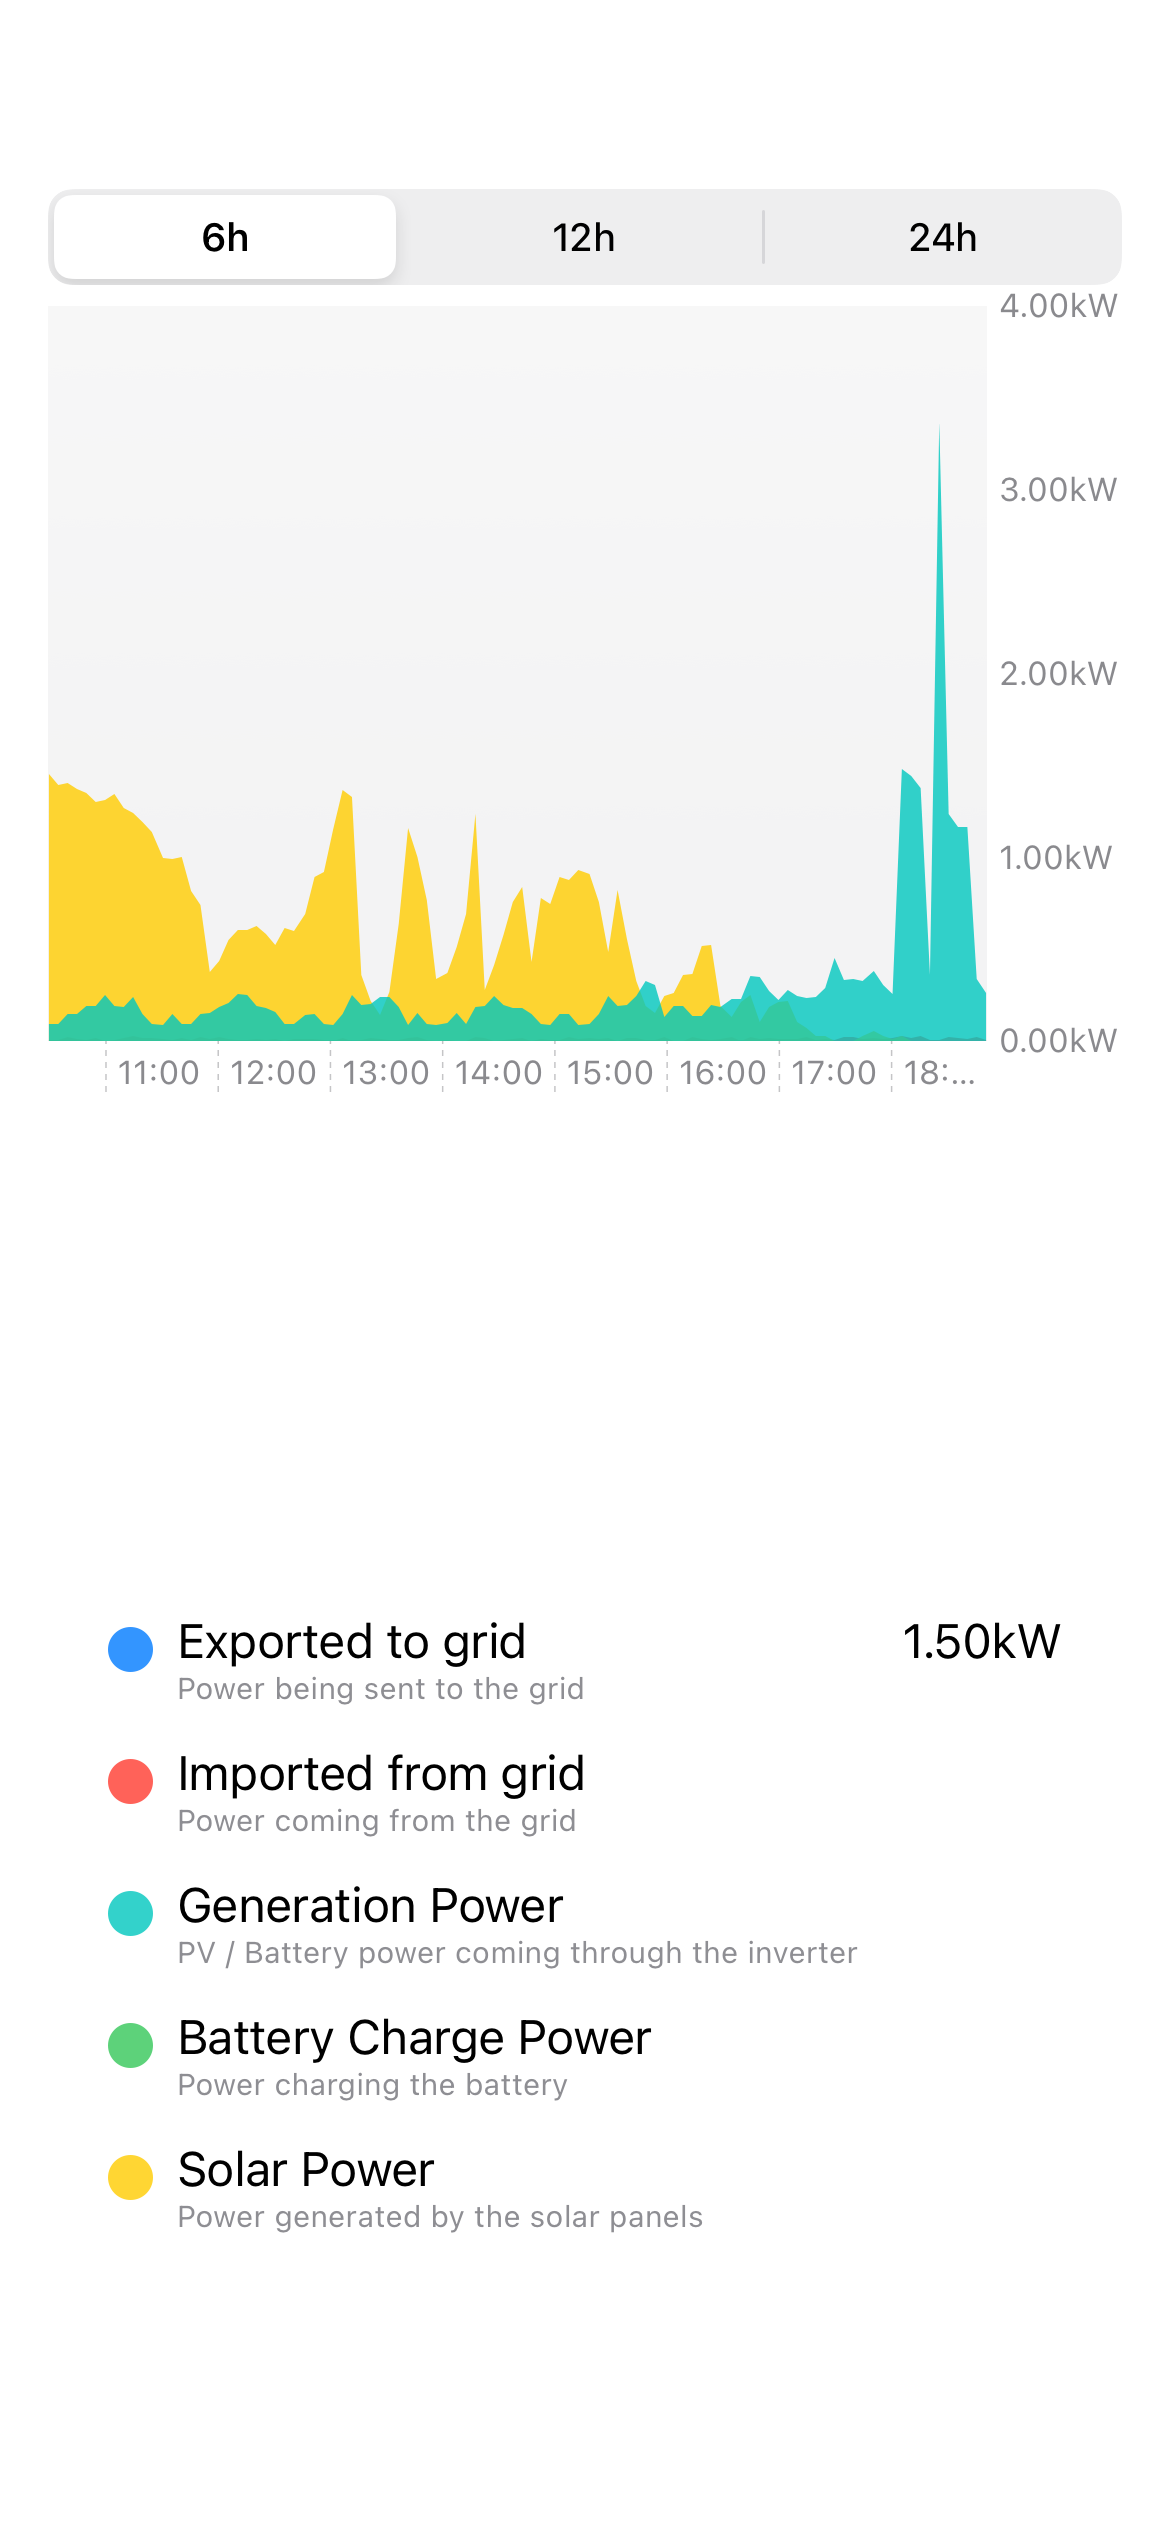 6h 12h 24h
4.00kW
3.00kW
2.00kW
1.00kW
0.00kW
11:00 12:00 13:00 14:00 15:00 16:00 17:00 18:...
Exported to grid 1.50kW
Power being sent to the grid
Imported from grid
Power coming from the grid
Generation Power
PV / Battery power coming through the inverter
Battery Charge Power
Power charging the battery
Solar Power
Power generated by the solar panels